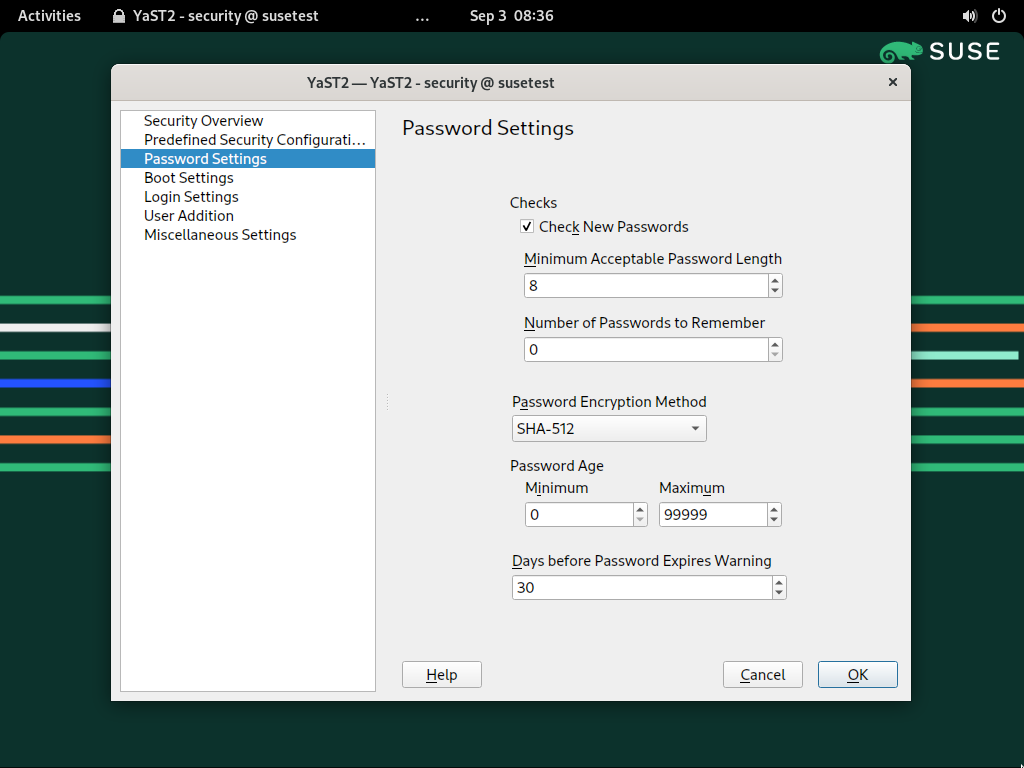 Activities
YaST2 - security @ susetest
...
Sep 3 08:36
SUSE
YaST2 — YaST2 - security @ susetest
Security Overview
Predefined Security Configurati...
Password Settings
Boot Settings
Login Settings
User Addition
Miscellaneous Settings
Password Settings
Checks
Check New Passwords
Minimum Acceptable Password Length
8
Number of Passwords to Remember
0
Password Encryption Method
SHA-512
Password Age
Minimum Maximum
0 99999
Days before Password Expires Warning
30
Help Cancel OK